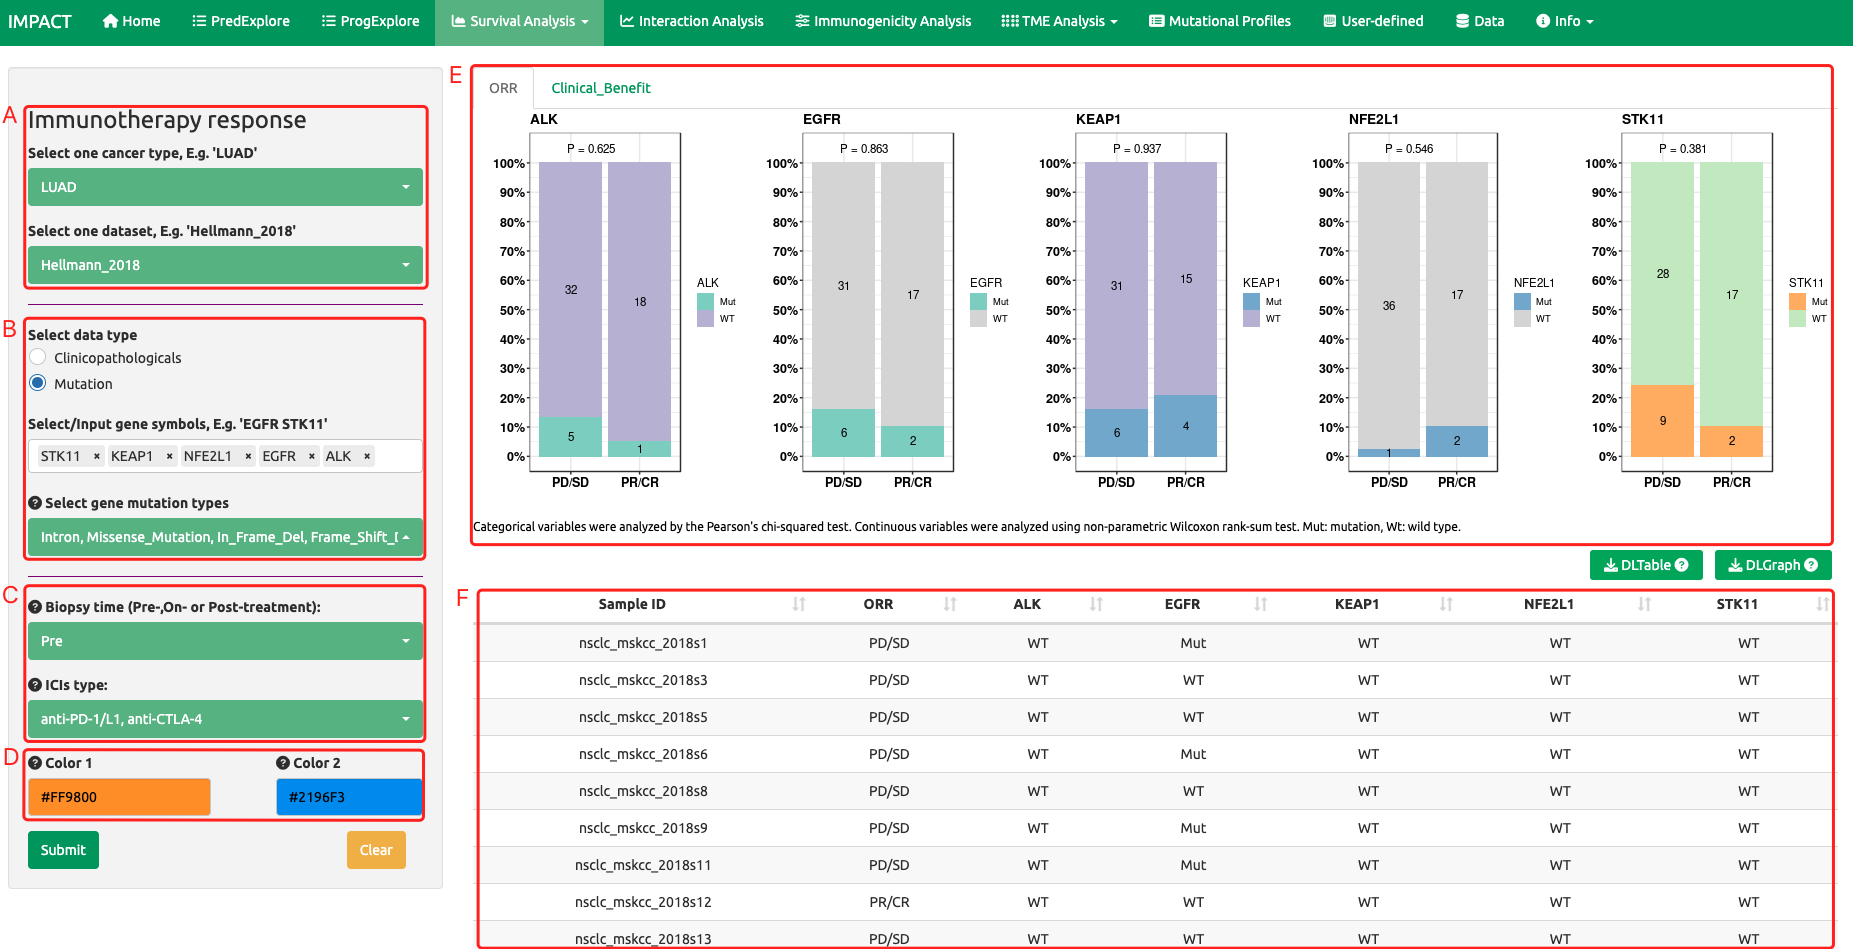 IMPACT Home PredExplore ProgExplore Survival Analysis Interaction Analysis Immunogenicity Analysis TME Analysis Mutational Profiles User-defined Data Info
A
Immunotherapy response
Select one cancer type, E.g. 'LUAD'
LUAD
Select one dataset, E.g. 'Hellmann_2018'
Hellmann_2018
B
Select data type
Clinicopathologicals
Mutation
Select/Input gene symbols, E.g. 'EGFR STK11'
STK11 × KEAP1 × NFE2L1 × EGFR × ALK ×
? Select gene mutation types
Intron, Missense_Mutation, In_Frame_Del, Frame_Shift_
C
? Biopsy time (Pre-,On- or Post-treatment):
Pre
? ICIs type:
anti-PD-1/L1, anti-CTLA-4
D
? Color 1 ? Color 2
#FF9800 #2196F3
Submit Clear
E
ORR Clinical_Benefit
ALK
P = 0.625
100%
90%
80%
70%
60%
50%
40%
30%
20%
10%
0%
32 18
5 1
PD/SD PR/CR
ALK
Mut
WT
EGFR
P = 0.863
100%
90%
80%
70%
60%
50%
40%
30%
20%
10%
0%
31 17
6 2
PD/SD PR/CR
EGFR
Mut
WT
KEAP1
P = 0.937
100%
90%
80%
70%
60%
50%
40%
30%
20%
10%
0%
31 15
6 4
PD/SD PR/CR
KEAP1
Mut
WT
NFE2L1
P = 0.546
100%
90%
80%
70%
60%
50%
40%
30%
20%
10%
0%
36 17
1 2
PD/SD PR/CR
NFE2L1
Mut
WT
STK11
P = 0.381
100%
90%
80%
70%
60%
50%
40%
30%
20%
10%
0%
28 17
9 2
PD/SD PR/CR
STK11
Mut
WT
Categorical variables were analyzed by the Pearson's chi-squared test. Continuous variables were analyzed using non-parametric Wilcoxon rank-sum test. Mut: mutation, Wt: wild type.
DLTable ? DLGraph ?
F
Sample ID ORR ALK EGFR KEAP1 NFE2L1 STK11
nsclc_mskcc_2018s1 PD/SD WT Mut WT WT WT
nsclc_mskcc_2018s3 PD/SD WT WT WT WT WT
nsclc_mskcc_2018s5 PD/SD WT WT WT WT WT
nsclc_mskcc_2018s6 PD/SD WT Mut WT WT WT
nsclc_mskcc_2018s8 PD/SD WT WT WT WT WT
nsclc_mskcc_2018s9 PD/SD WT Mut WT WT WT
nsclc_mskcc_2018s11 PD/SD WT Mut WT WT WT
nsclc_mskcc_2018s12 PR/CR WT WT WT WT WT
nsclc_mskcc_2018s13 PD/SD WT WT WT WT WT